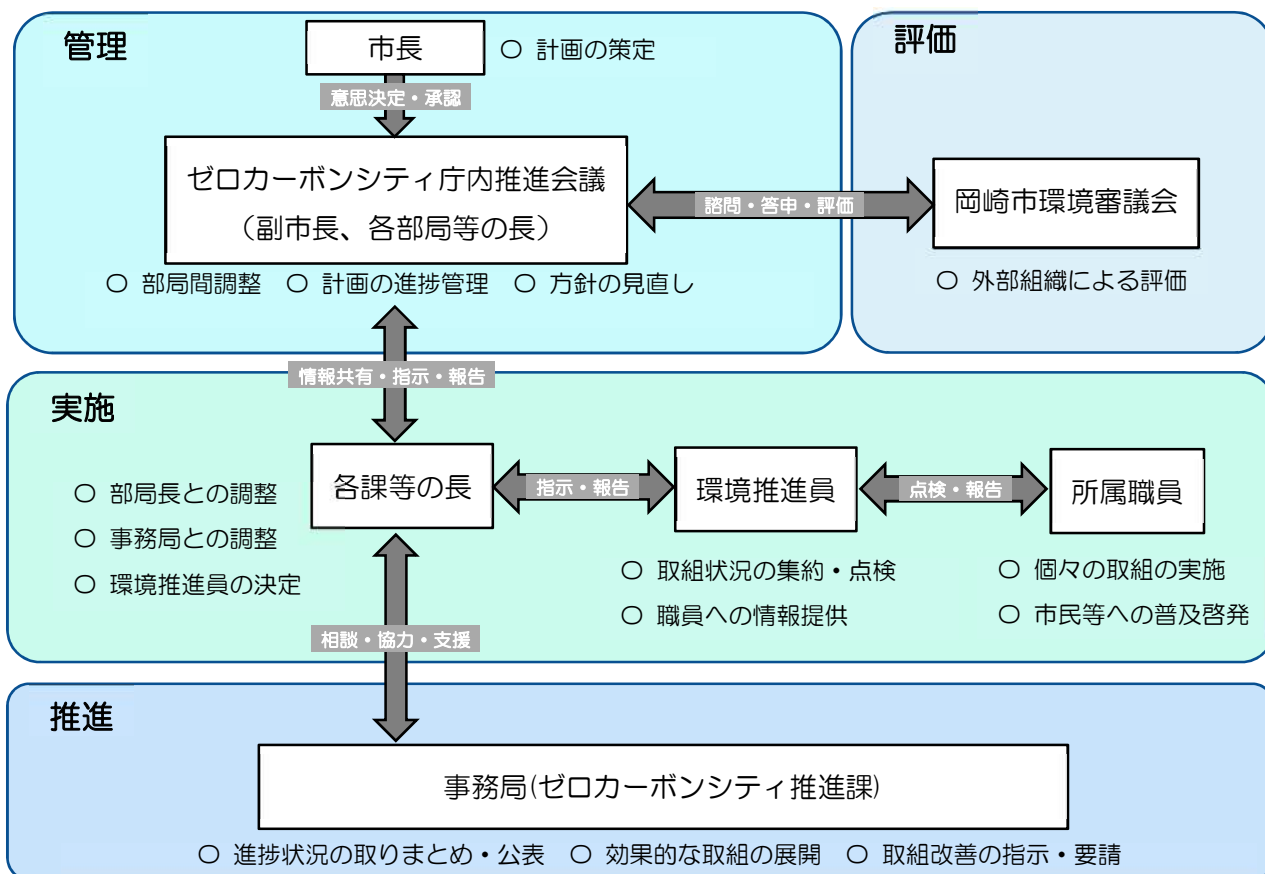 管理
市長
○ 計画の策定
意思決定・承認
ゼロカーボンシティ庁内推進会議
（副市長、各部局等の長）
○ 部局間調整 ○ 計画の進捗管理 ○ 方針の見直し
諮問・答申・評価
評価
岡崎市環境審議会
○ 外部組織による評価
情報共有・指示・報告
実施
○ 部局長との調整
○ 事務局との調整
○ 環境推進員の決定
各課等の長
指示・報告
環境推進員
○ 取組状況の集約・点検
○ 職員への情報提供
点検・報告
所属職員
○ 個々の取組の実施
○ 市民等への普及啓発
相談・協力・支援
推進
事務局(ゼロカーボンシティ推進課)
○ 進捗状況の取りまとめ・公表 ○ 効果的な取組の展開 ○ 取組改善の指示・要請